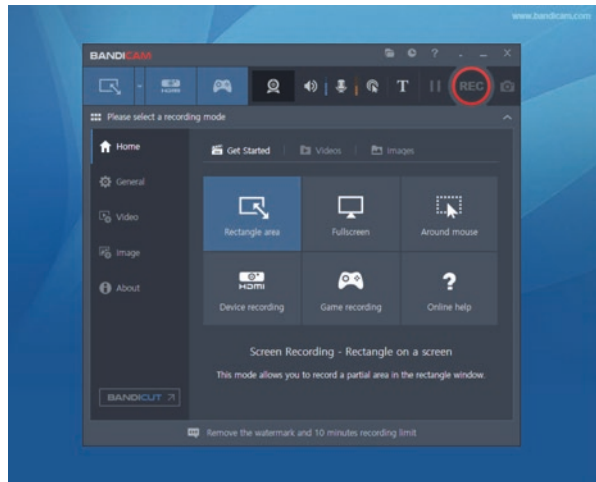 www.bandicam.com
BANDICAM
?
HDMI
T
REC
Please select a recording mode
Home
Get Started
Videos
Images
General
Video
Image
About
Rectangle area
Fullscreen
Around mouse
HDMI
?
Device recording
Game recording
Online help
Screen Recording - Rectangle on a screen
This mode allows you to record a partial area in the rectangle window.
BANDICUT
Remove the watermark and 10 minutes recording limit